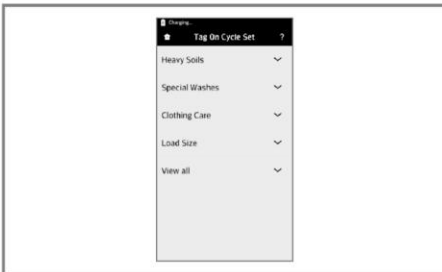 Charging...
Tag On Cycle Set ?
Heavy Soils
Special Washes
Clothing Care
Load Size
View all